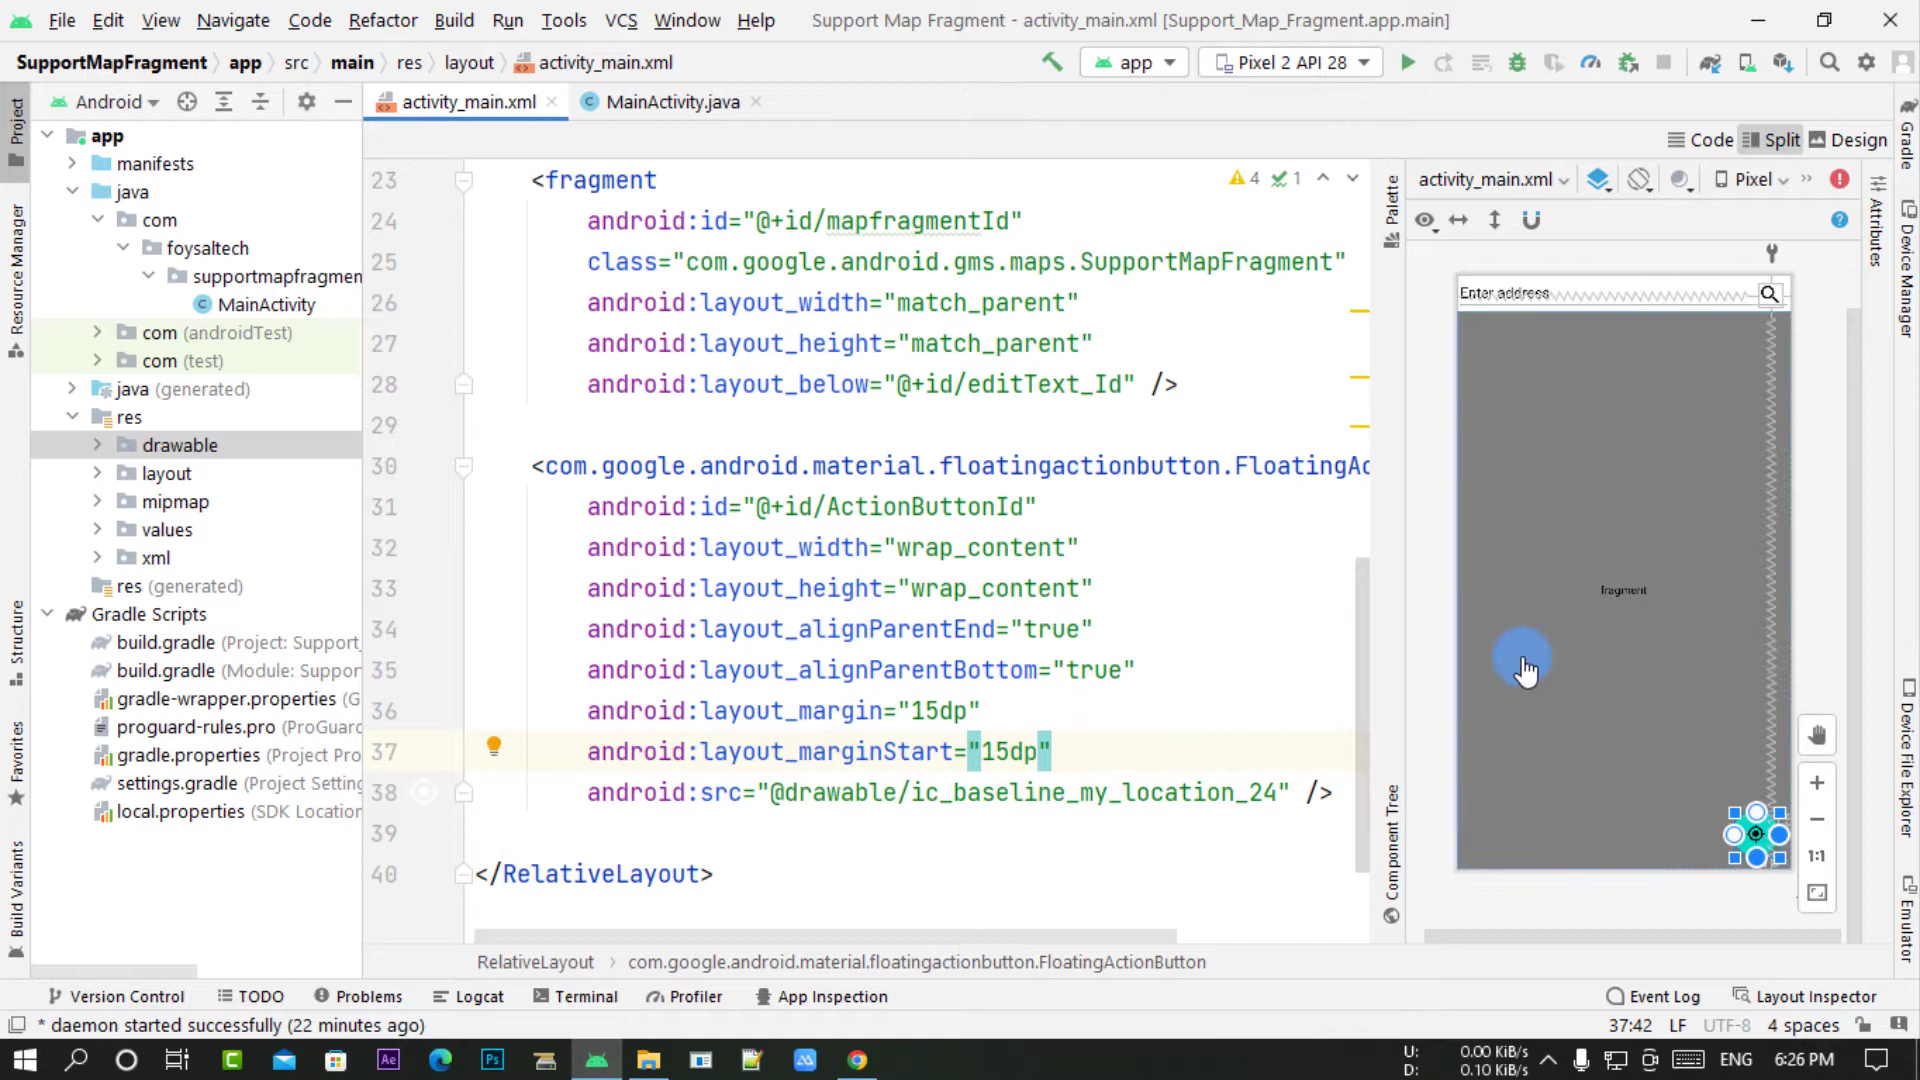 File Edit View Navigate Code Refactor Build Run Tools VCS Window Help Support Map Fragment - activity_main.xml [Support_Map_Fragment.app.main]
SupportMapFragment app src main res layout activity_main.xml app Pixel 2 API 28
Android activity_main.xml MainActivity.java
Code Split Design
Project
Resource Manager
Structure
Favorites
Build Variants
app
manifests
java
com
foysaltech
supportmapfragmen
MainActivity
com (androidTest)
com (test)
java (generated)
res
drawable
layout
mipmap
values
xml
res (generated)
Gradle Scripts
build.gradle (Project: Support_
build.gradle (Module: Suppor
gradle-wrapper.properties (G
proguard-rules.pro (ProGuarc
gradle.properties (Project Pro
settings.gradle (Project Setting
local.properties (SDK Location
4 1
23 <fragment
24 android:id="@+id/mapfragmentId"
25 class="com.google.android.gms.maps.SupportMapFragment"
26 android:layout_width="match_parent"
27 android:layout_height="match_parent"
28 android:layout_below="@+id/editText_Id" />
29
30 <com.google.android.material.floatingactionbutton.FloatingAc
31 android:id="@+id/ActionButtonId"
32 android:layout_width="wrap_content"
33 android:layout_height="wrap_content"
34 android:layout_alignParentEnd="true"
35 android:layout_alignParentBottom="true"
36 android:layout_margin="15dp"
37 android:layout_marginStart="15dp"
38 android:src="@drawable/ic_baseline_my_location_24" />
39
40 </RelativeLayout>
RelativeLayout com.google.android.material.floatingactionbutton.FloatingActionButton
Palette
Component Tree
activity_main.xml Pixel
Enter address
fragment
1:1
Attributes
Gradle
Device Manager
Device File Explorer
Emulator
Version Control TODO Problems Logcat Terminal Profiler App Inspection Event Log Layout Inspector
* daemon started successfully (22 minutes ago) 37:42 LF UTF-8 4 spaces
C Ae Ps
U: 0.00 KiB/s
D: 0.10 KiB/s
ENG 6:26 PM